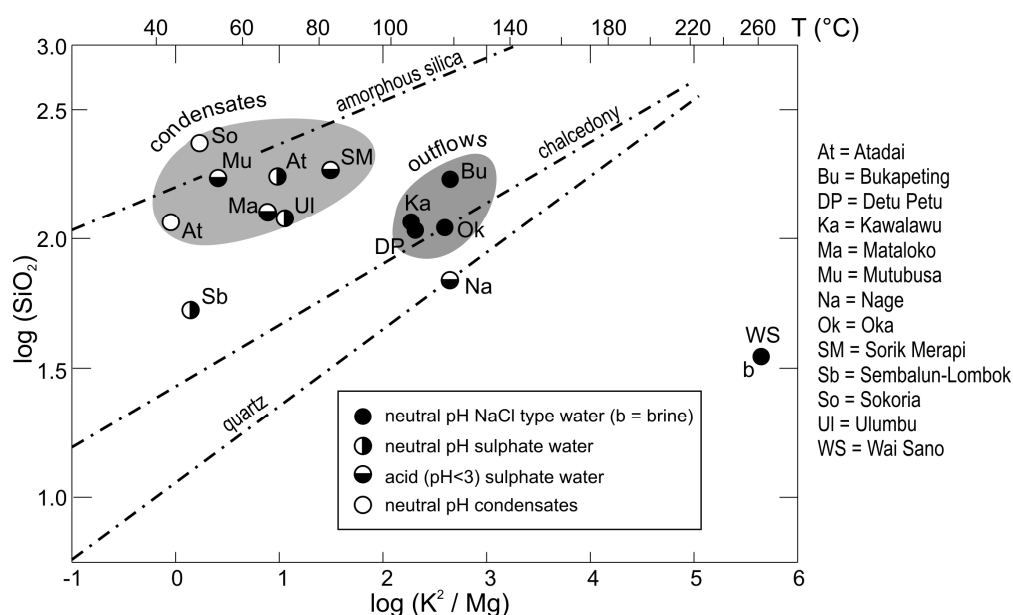 40 60 70 80 100 120 140 180 220 260 T (°C)
3.0
2.5
2.0
1.5
1.0
log (SiO₂)
amorphous silica
condensates
So
Mu
At
SM
Ma
Ul
At
Sb
outflows
Bu
Ka
DP
Ok
Na
chalcedony
quartz
WS
b
neutral pH NaCl type water (b = brine)
neutral pH sulphate water
acid (pH<3) sulphate water
neutral pH condensates
-1 0 1 2 3 4 5 6
log (K² / Mg)
At = Atadai
Bu = Bukapeting
DP = Detu Petu
Ka = Kawalawu
Ma = Mataloko
Mu = Mutubusa
Na = Nage
Ok = Oka
SM = Sorik Merapi
Sb = Sembalun-Lombok
So = Sokoria
Ul = Ulumbu
WS = Wai Sano